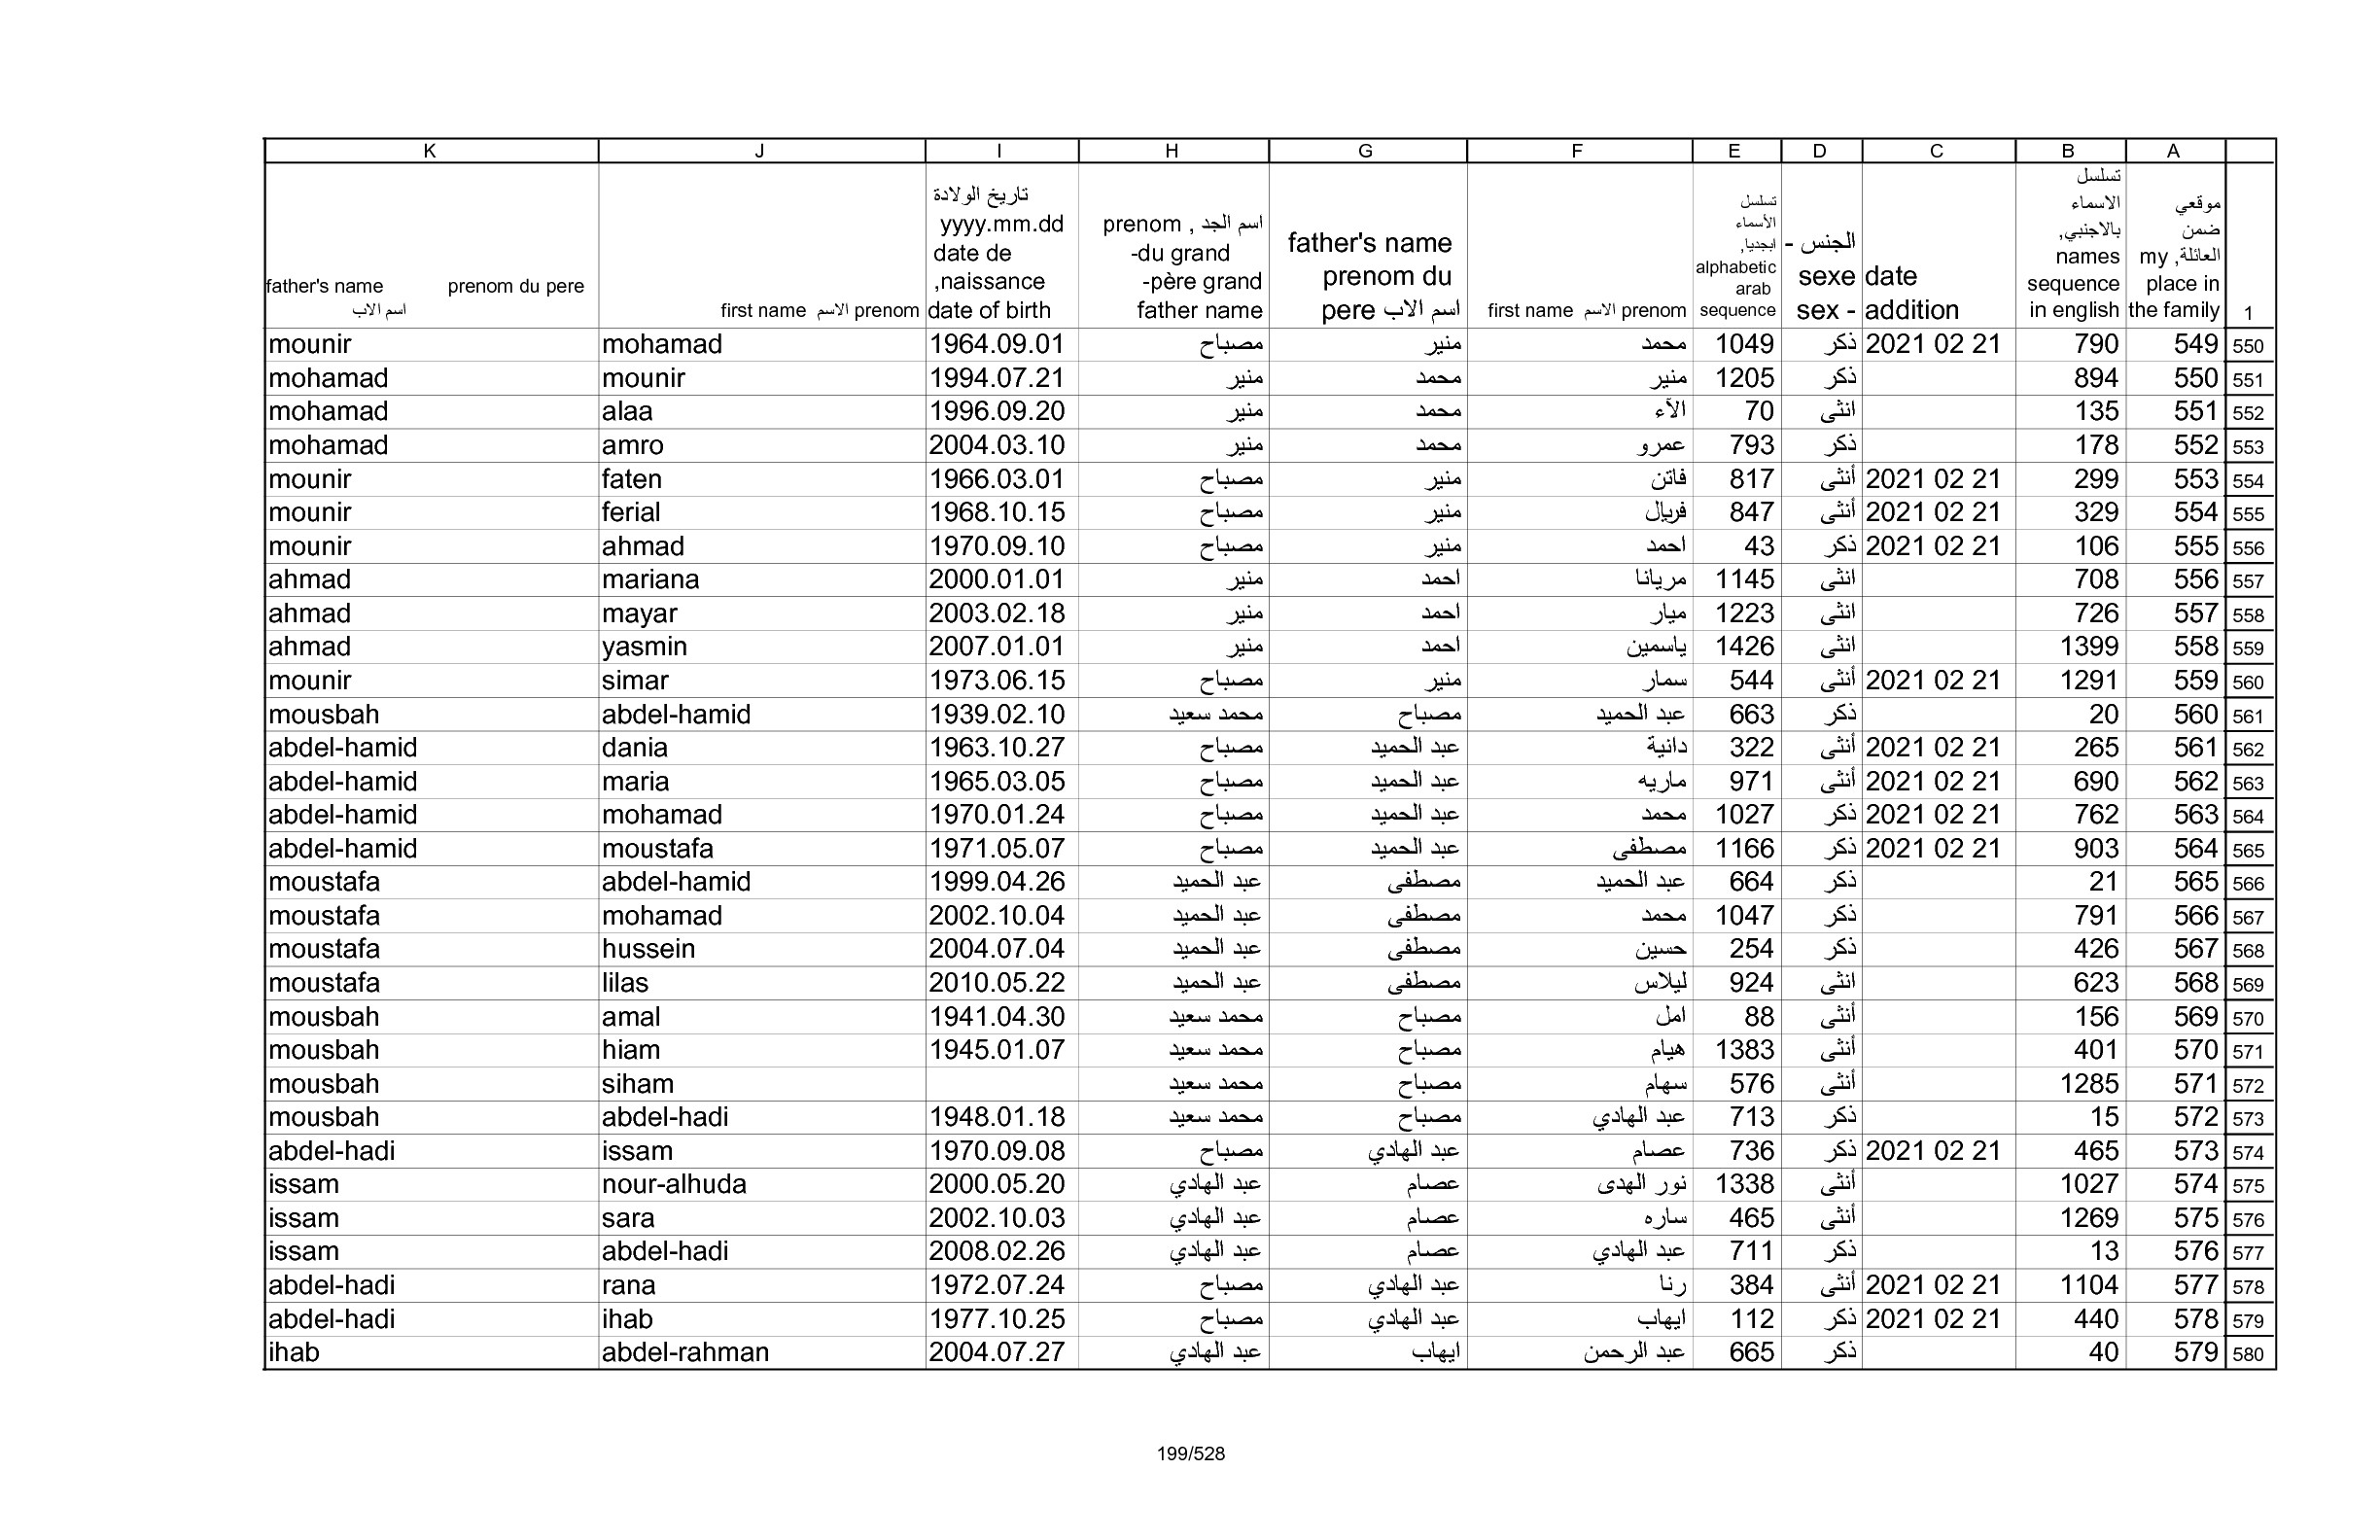 K J I H G F E D C B A
father's name prenom du pere اسم الاب
first name الاسم prenom
تاريخ الولادة yyyy.mm.dd date de naissance, date of birth
اسم الجد , prenom du grand- père grand- father name
father's name prenom du pere اسم الاب
first name الاسم prenom
تسلسل الأسماء ابجديا, alphabetic arab sequence
الجنس - sexe sex -
date addition
تسلسل الاسماء بالاجنبي, names sequence in english
موقعي ضمن العائلة, my place in the family
1
mounir mohamad 1964.09.01 مصباح منير محمد 1049 ذكر 2021 02 21 790 549 550
mohamad mounir 1994.07.21 منير محمد منير 1205 ذكر 894 550 551
mohamad alaa 1996.09.20 منير محمد الآء 70 انثى 135 551 552
mohamad amro 2004.03.10 منير محمد عمرو 793 ذكر 178 552 553
mounir faten 1966.03.01 مصباح منير فاتن 817 أنثى 2021 02 21 299 553 554
mounir ferial 1968.10.15 مصباح منير فريال 847 أنثى 2021 02 21 329 554 555
mounir ahmad 1970.09.10 مصباح منير احمد 43 ذكر 2021 02 21 106 555 556
ahmad mariana 2000.01.01 منير احمد مريانا 1145 انثى 708 556 557
ahmad mayar 2003.02.18 منير احمد ميار 1223 انثى 726 557 558
ahmad yasmin 2007.01.01 منير احمد ياسمين 1426 انثى 1399 558 559
mounir simar 1973.06.15 مصباح منير سمار 544 أنثى 2021 02 21 1291 559 560
mousbah abdel-hamid 1939.02.10 محمد سعيد مصباح عبد الحميد 663 ذكر 20 560 561
abdel-hamid dania 1963.10.27 مصباح عبد الحميد دانية 322 أنثى 2021 02 21 265 561 562
abdel-hamid maria 1965.03.05 مصباح عبد الحميد ماريه 971 أنثى 2021 02 21 690 562 563
abdel-hamid mohamad 1970.01.24 مصباح عبد الحميد محمد 1027 ذكر 2021 02 21 762 563 564
abdel-hamid moustafa 1971.05.07 مصباح عبد الحميد مصطفى 1166 ذكر 2021 02 21 903 564 565
moustafa abdel-hamid 1999.04.26 عبد الحميد مصطفى عبد الحميد 664 ذكر 21 565 566
moustafa mohamad 2002.10.04 عبد الحميد مصطفى محمد 1047 ذكر 791 566 567
moustafa hussein 2004.07.04 عبد الحميد مصطفى حسين 254 ذكر 426 567 568
moustafa lilas 2010.05.22 عبد الحميد مصطفى ليلاس 924 انثى 623 568 569
mousbah amal 1941.04.30 محمد سعيد مصباح امل 88 أنثى 156 569 570
mousbah hiam 1945.01.07 محمد سعيد مصباح هيام 1383 أنثى 401 570 571
mousbah siham محمد سعيد مصباح سهام 576 أنثى 1285 571 572
mousbah abdel-hadi 1948.01.18 محمد سعيد مصباح عبد الهادي 713 ذكر 15 572 573
abdel-hadi issam 1970.09.08 مصباح عبد الهادي عصام 736 ذكر 2021 02 21 465 573 574
issam nour-alhuda 2000.05.20 عبد الهادي عصام نور الهدى 1338 أنثى 1027 574 575
issam sara 2002.10.03 عبد الهادي عصام ساره 465 أنثى 1269 575 576
issam abdel-hadi 2008.02.26 عبد الهادي عصام عبد الهادي 711 ذكر 13 576 577
abdel-hadi rana 1972.07.24 مصباح عبد الهادي رنا 384 أنثى 2021 02 21 1104 577 578
abdel-hadi ihab 1977.10.25 مصباح عبد الهادي ايهاب 112 ذكر 2021 02 21 440 578 579
ihab abdel-rahman 2004.07.27 عبد الهادي ايهاب عبد الرحمن 665 ذكر 40 579 580
199/528